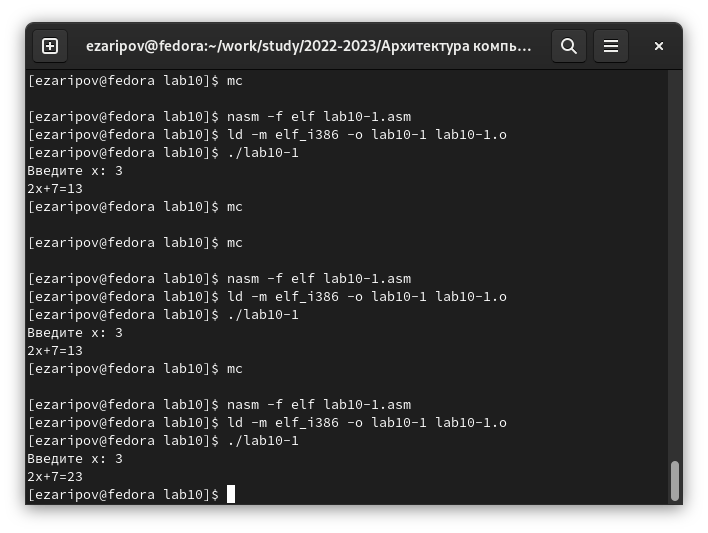 ezaripov@fedora:~/work/study/2022-2023/Архитектура компь...
[ezaripov@fedora lab10]$ mc
[ezaripov@fedora lab10]$ nasm -f elf lab10-1.asm
[ezaripov@fedora lab10]$ ld -m elf_i386 -o lab10-1 lab10-1.o
[ezaripov@fedora lab10]$ ./lab10-1
Введите x: 3
2x+7=13
[ezaripov@fedora lab10]$ mc
[ezaripov@fedora lab10]$ mc
[ezaripov@fedora lab10]$ nasm -f elf lab10-1.asm
[ezaripov@fedora lab10]$ ld -m elf_i386 -o lab10-1 lab10-1.o
[ezaripov@fedora lab10]$ ./lab10-1
Введите x: 3
2x+7=13
[ezaripov@fedora lab10]$ mc
[ezaripov@fedora lab10]$ nasm -f elf lab10-1.asm
[ezaripov@fedora lab10]$ ld -m elf_i386 -o lab10-1 lab10-1.o
[ezaripov@fedora lab10]$ ./lab10-1
Введите x: 3
2x+7=23
[ezaripov@fedora lab10]$